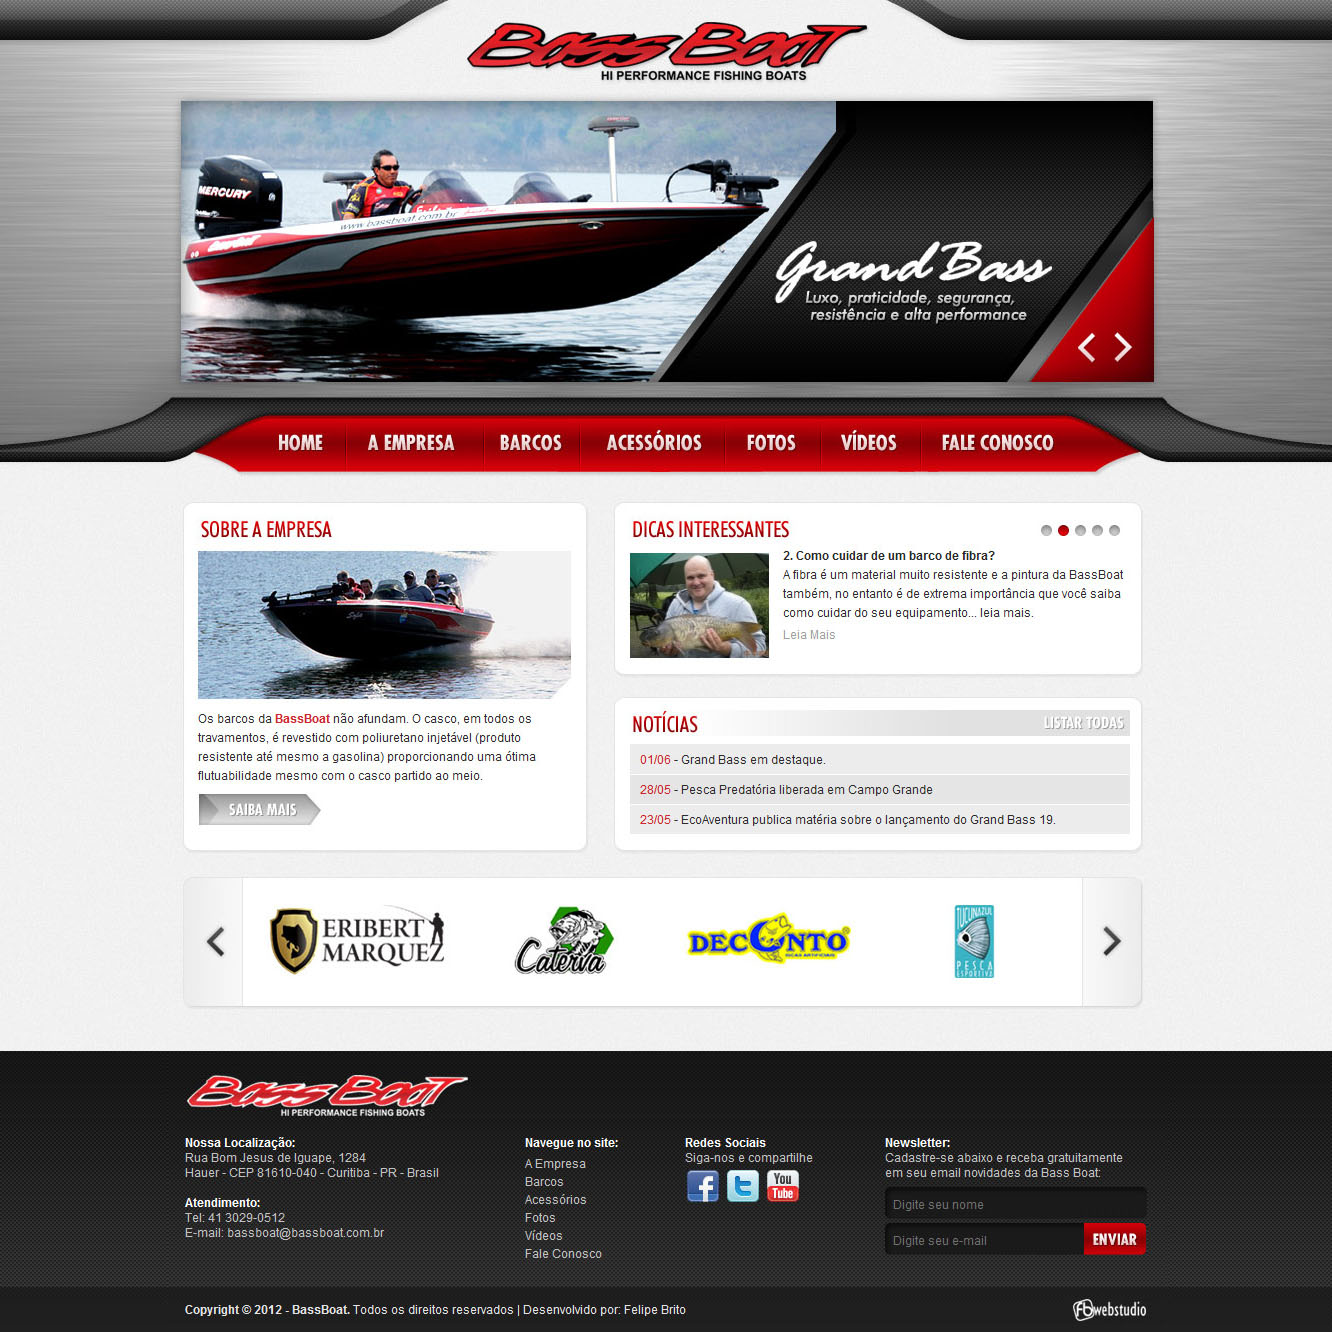 Bass Boat
HI PERFORMANCE FISHING BOATS
MERCURY
www.bassboat.com.br
BassBoat
Grand Bass
Luxo, praticidade, segurança,
resistência e alta performance
HOME
A EMPRESA
BARCOS
ACESSÓRIOS
FOTOS
VÍDEOS
FALE CONOSCO
SOBRE A EMPRESA
Os barcos da BassBoat não afundam. O casco, em todos os
travamentos, é revestido com poliuretano injetável (produto
resistente até mesmo a gasolina) proporcionando uma ótima
flutuabilidade mesmo com o casco partido ao meio.
SAIBA MAIS
DICAS INTERESSANTES
2. Como cuidar de um barco de fibra?
A fibra é um material muito resistente e a pintura da BassBoat
também, no entanto é de extrema importância que você saiba
como cuidar do seu equipamento... leia mais.
Leia Mais
NOTÍCIAS
LISTAR TODAS
01/06 - Grand Bass em destaque.
28/05 - Pesca Predatória liberada em Campo Grande
23/05 - EcoAventura publica matéria sobre o lançamento do Grand Bass 19.
ERIBERT
MARQUEZ
Caterva
DECONTO
ISCAS ARTIFICIAIS
TUCUNAZUL
PESCA
ESPORTIVA
Bass Boat
HI PERFORMANCE FISHING BOATS
Nossa Localização:
Rua Bom Jesus de Iguape, 1284
Hauer - CEP 81610-040 - Curitiba - PR - Brasil
Atendimento:
Tel: 41 3029-0512
E-mail: bassboat@bassboat.com.br
Navegue no site:
A Empresa
Barcos
Acessórios
Fotos
Vídeos
Fale Conosco
Redes Sociais
Siga-nos e compartilhe
You
Tube
Newsletter:
Cadastre-se abaixo e receba gratuitamente
em seu email novidades da Bass Boat:
Digite seu nome
Digite seu e-mail
ENVIAR
Copyright © 2012 - BassBoat. Todos os direitos reservados | Desenvolvido por: Felipe Brito
Fbwebstudio